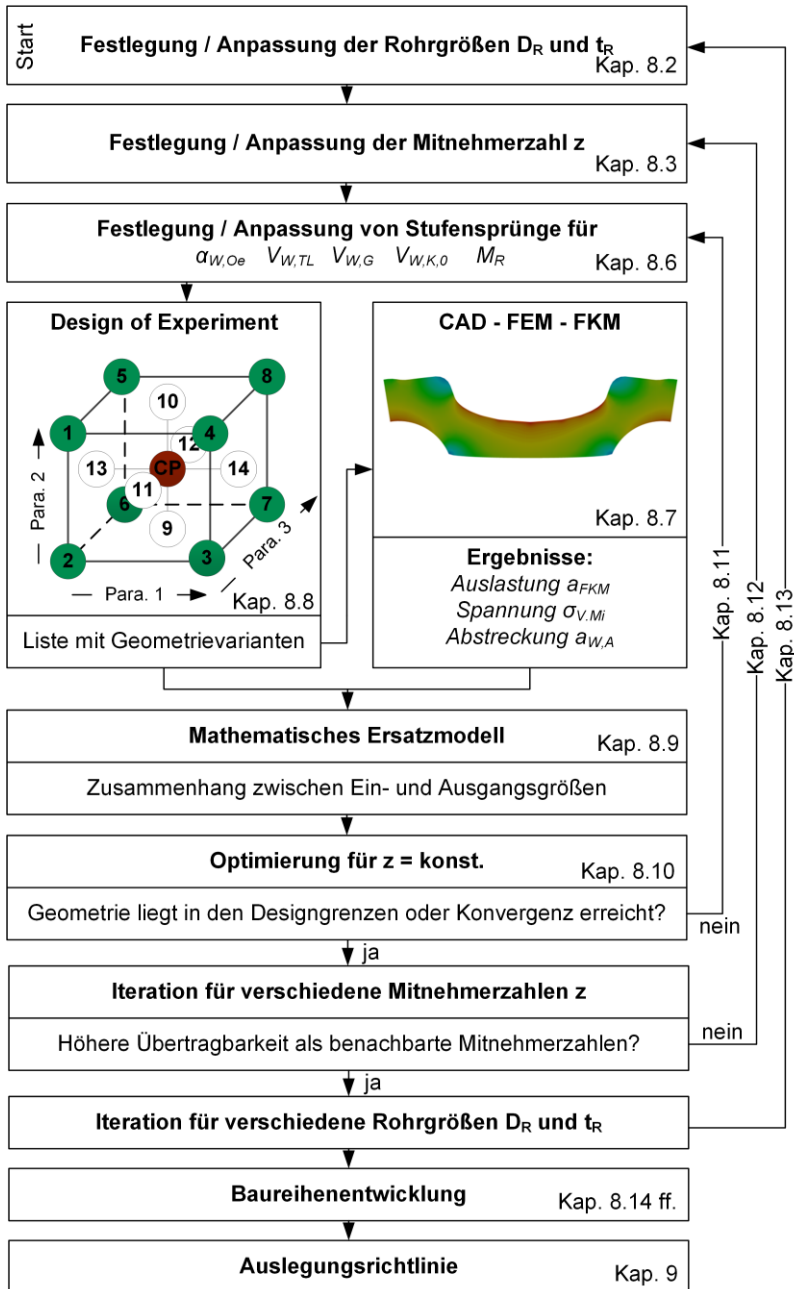 Start
Festlegung / Anpassung der Rohrgrößen D_R und t_R
Kap. 8.2
Festlegung / Anpassung der Mitnehmerzahl z
Kap. 8.3
Festlegung / Anpassung von Stufensprünge für
α_W,Oe V_W,TL V_W,G V_W,K,0 M_R
Kap. 8.6
Design of Experiment
5
8
10
1
4
12
13
CP
14
11
6
7
9
2
3
Para. 2
Para. 1
Para. 3
Kap. 8.8
Liste mit Geometrievarianten
CAD - FEM - FKM
Kap. 8.7
Ergebnisse:
Auslastung a_FKM
Spannung σ_V.Mi
Abstreckung a_W,A
Mathematisches Ersatzmodell
Kap. 8.9
Zusammenhang zwischen Ein- und Ausgangsgrößen
Optimierung für z = konst.
Kap. 8.10
Geometrie liegt in den Designgrenzen oder Konvergenz erreicht?
nein
Kap. 8.11
ja
Iteration für verschiedene Mitnehmerzahlen z
Höhere Übertragbarkeit als benachbarte Mitnehmerzahlen?
nein
Kap. 8.12
ja
Iteration für verschiedene Rohrgrößen D_R und t_R
Kap. 8.13
Baureihenentwicklung
Kap. 8.14 ff.
Auslegungsrichtlinie
Kap. 9